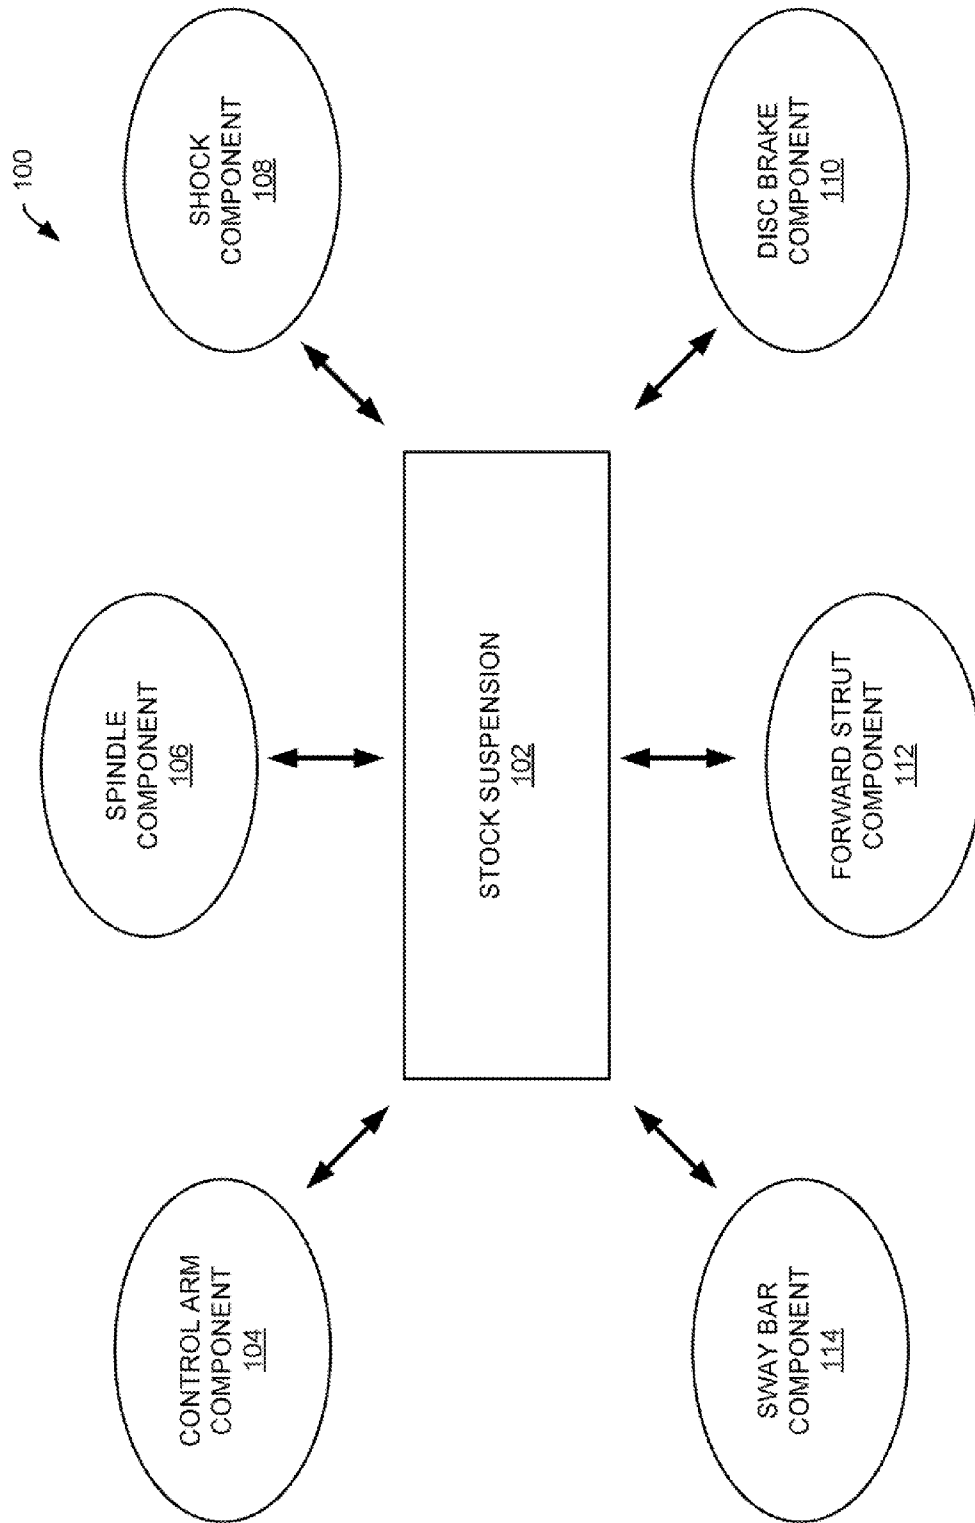 100
CONTROL ARM
COMPONENT
104
SPINDLE
COMPONENT
106
SHOCK
COMPONENT
108
STOCK SUSPENSION
102
SWAY BAR
COMPONENT
114
FORWARD STRUT
COMPONENT
112
DISC BRAKE
COMPONENT
110